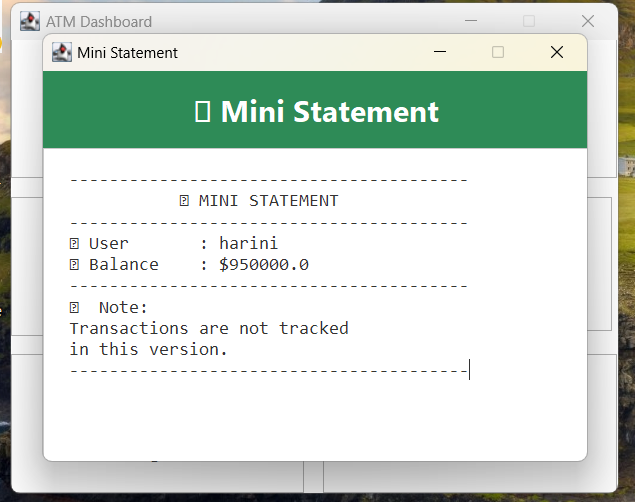 ATM Dashboard
Mini Statement
Mini Statement
----------------------------------------
MINI STATEMENT
----------------------------------------
User : harini
Balance : $950000.0
----------------------------------------
Note:
Transactions are not tracked
in this version.
----------------------------------------